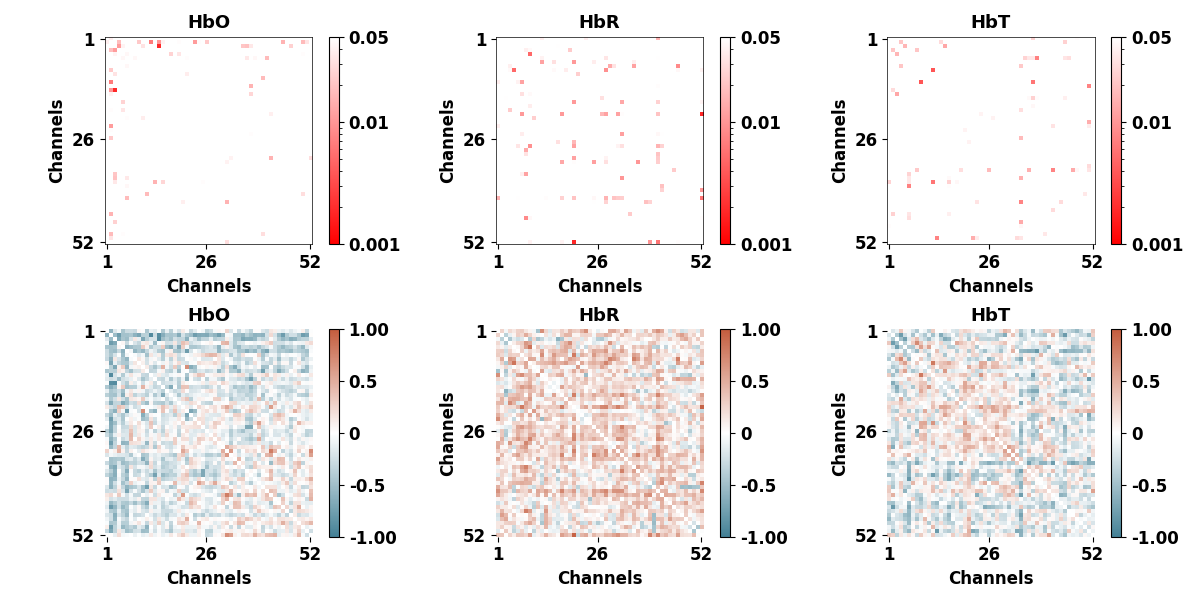 HbO HbR HbT
1 0.05 1 0.05 1 0.05
Channels Channels Channels
26 0.01 26 0.01 26 0.01
52 0.001 52 0.001 52 0.001
1 26 52 1 26 52 1 26 52
Channels Channels Channels
HbO HbR HbT
1 1.00 1 1.00 1 1.00
0.5 0.5 0.5
Channels Channels Channels
26 0 26 0 26 0
-0.5 -0.5 -0.5
52 -1.00 52 -1.00 52 -1.00
1 26 52 1 26 52 1 26 52
Channels Channels Channels